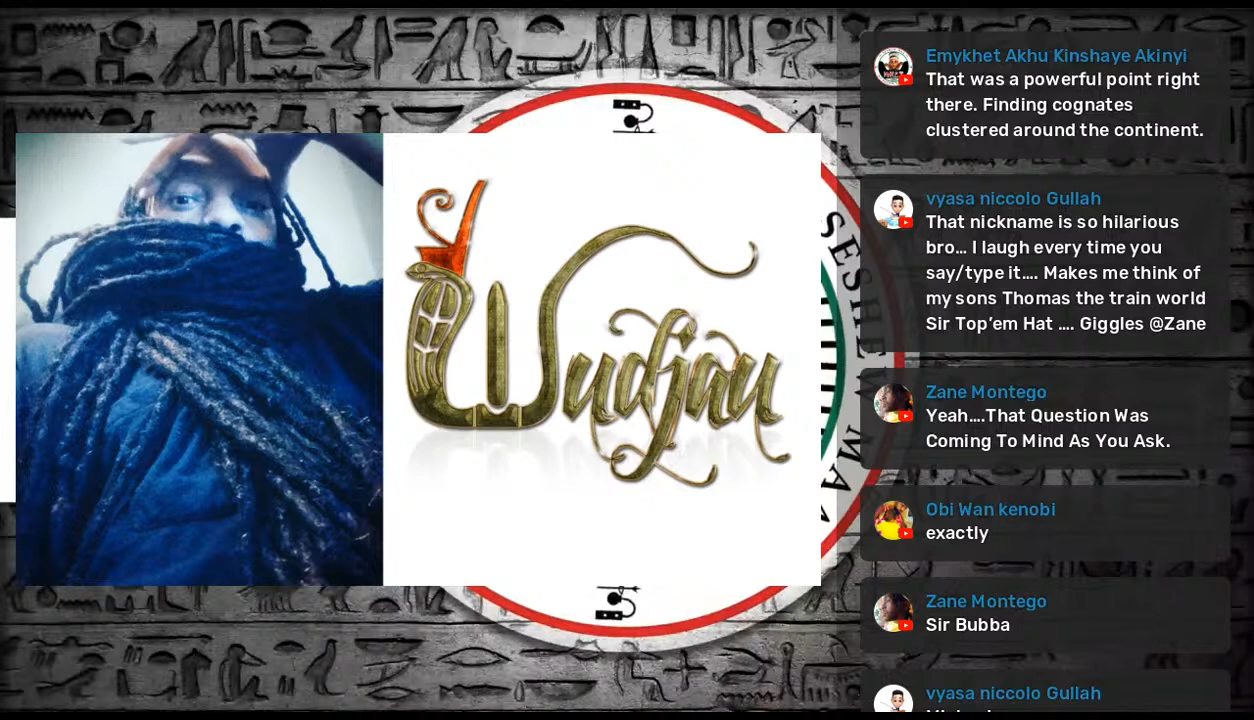 Wudjau
SESHEW MA
Emykhet Akhu Kinshaye Akinyi
That was a powerful point right
there. Finding cognates
clustered around the continent.
vyasa niccolo Gullah
That nickname is so hilarious
bro... I laugh every time you
say/type it.... Makes me think of
my sons Thomas the train world
Sir Top'em Hat .... Giggles @Zane
Zane Montego
Yeah....That Question Was
Coming To Mind As You Ask.
Obi Wan kenobi
exactly
Zane Montego
Sir Bubba
vyasa niccolo Gullah